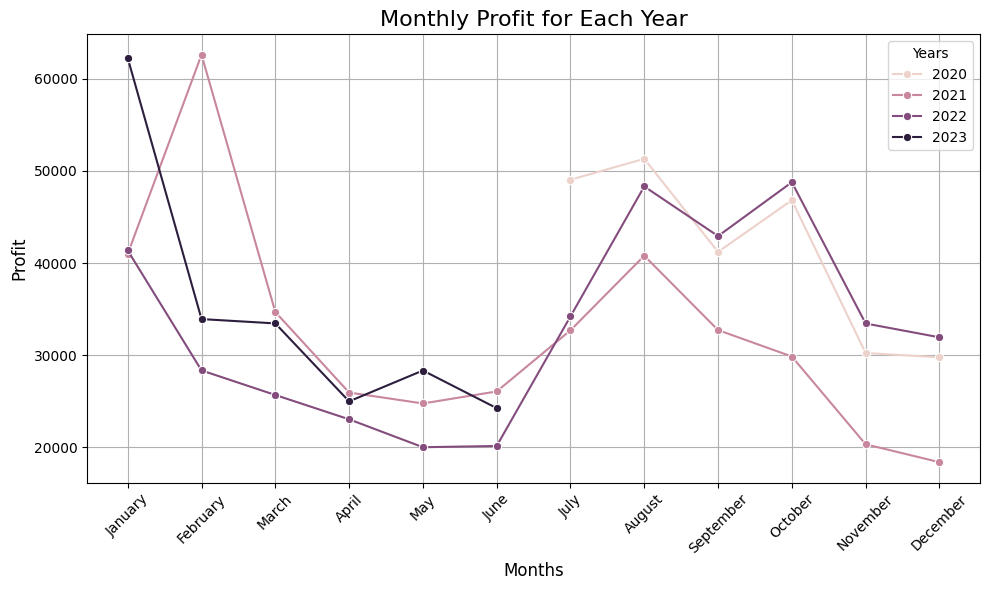 Monthly Profit for Each Year
Years
2020
2021
2022
2023
Profit
60000
50000
40000
30000
20000
January
February
March
April
May
June
July
August
September
October
November
December
Months